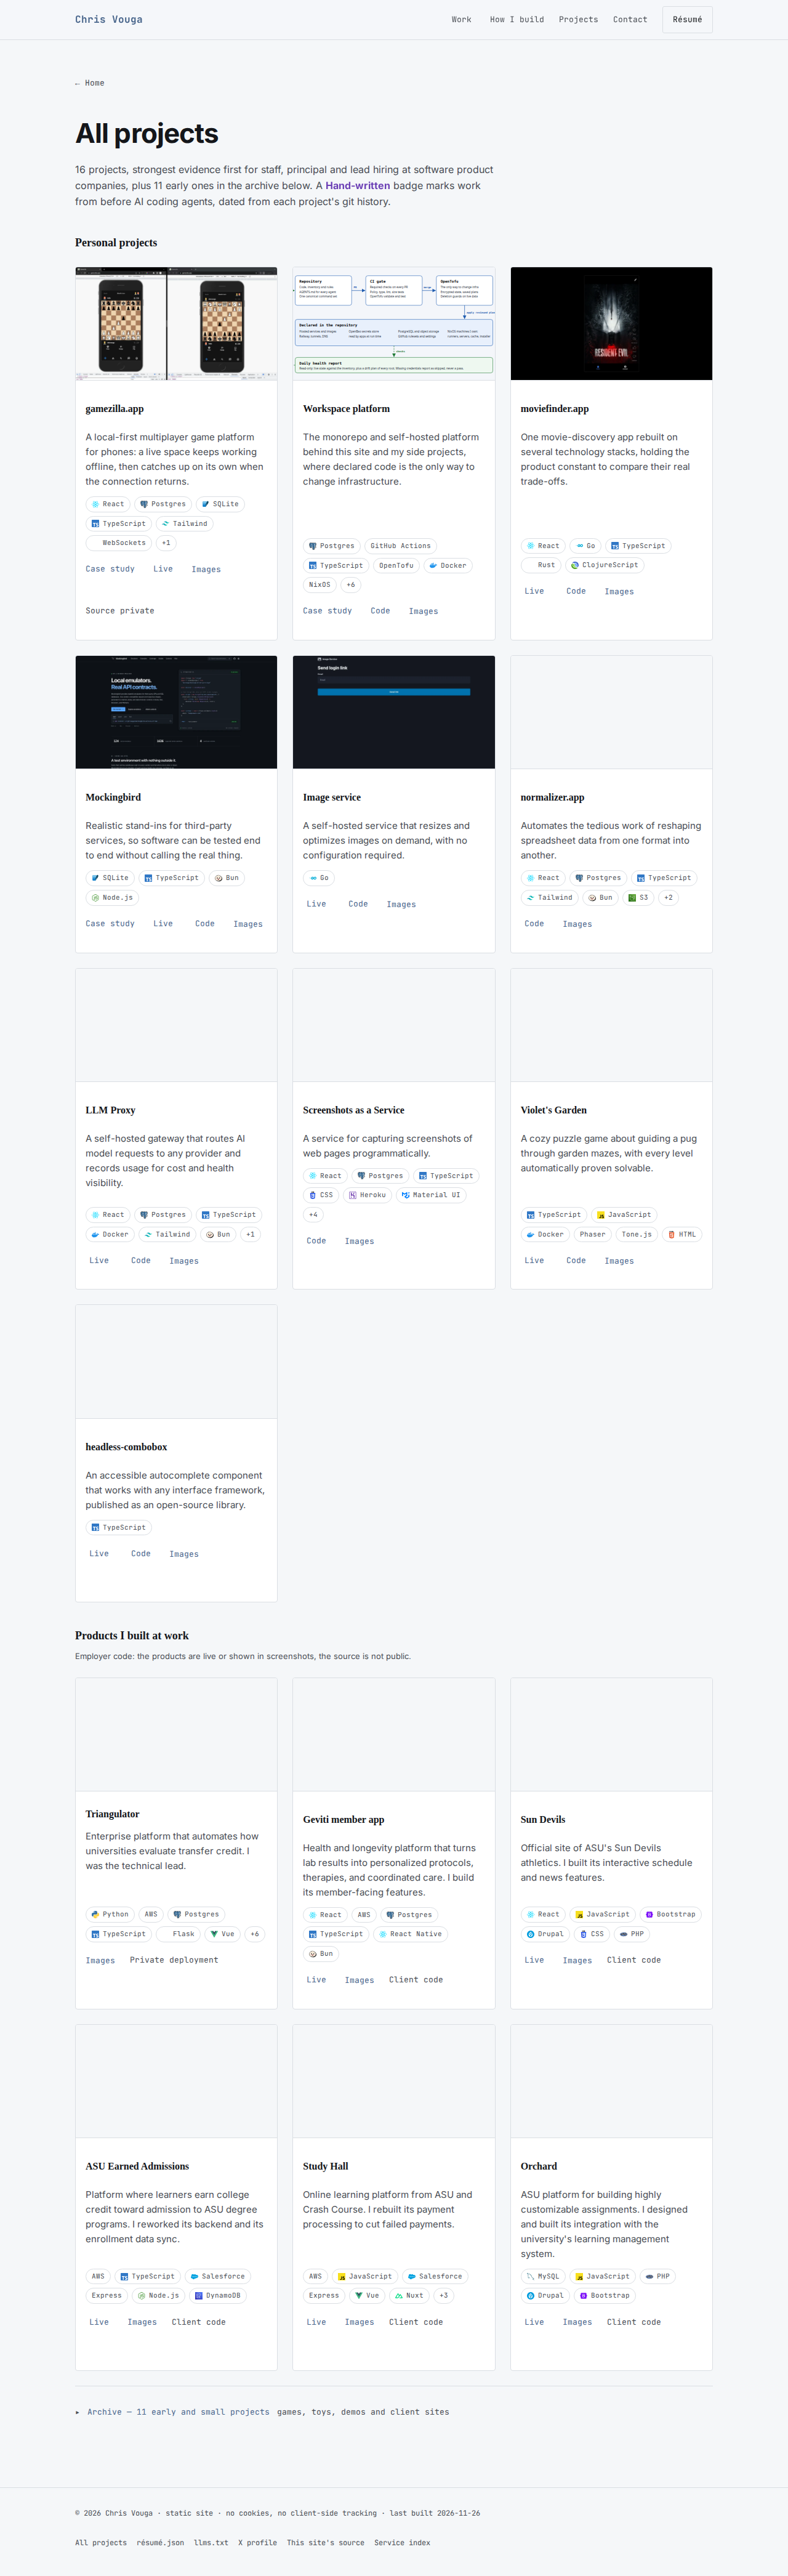 Chris Vouga
Work How I build Projects Contact Résumé
← Home
All projects
16 projects, strongest evidence first for staff, principal and lead hiring at software product
companies, plus 11 early ones in the archive below. A Hand-written badge marks work
from before AI coding agents, dated from each project's git history.
Personal projects
gamezilla.app
A local-first multiplayer game platform
for phones: a live space keeps working
offline, then catches up on its own when
the connection returns.
React Postgres SQLite
TypeScript Tailwind
WebSockets +1
Case study Live Images
Source private
Repository
CI gate
OpenTofu
Declared in the repository
Daily health report
Workspace platform
The monorepo and self-hosted platform
behind this site and my side projects,
where declared code is the only way to
change infrastructure.
Postgres GitHub Actions
TypeScript OpenTofu Docker
NixOS +6
Case study Code Images
RESIDENT EVIL
moviefinder.app
One movie-discovery app rebuilt on
several technology stacks, holding the
product constant to compare their real
trade-offs.
React Go TypeScript
Rust ClojureScript
Live Code Images
Local emulators.
Real API contracts.
Mockingbird
Realistic stand-ins for third-party
services, so software can be tested end
to end without calling the real thing.
SQLite TypeScript Bun
Node.js
Case study Live Code Images
Send login link
Image service
A self-hosted service that resizes and
optimizes images on demand, with no
configuration required.
Go
Live Code Images
normalizer.app
Automates the tedious work of reshaping
spreadsheet data from one format into
another.
React Postgres TypeScript
Tailwind Bun S3 +2
Code Images
LLM Proxy
A self-hosted gateway that routes AI
model requests to any provider and
records usage for cost and health
visibility.
React Postgres TypeScript
Docker Tailwind Bun +1
Live Code Images
Screenshots as a Service
A service for capturing screenshots of
web pages programmatically.
React Postgres TypeScript
CSS Heroku Material UI
+4
Code Images
Violet's Garden
A cozy puzzle game about guiding a pug
through garden mazes, with every level
automatically proven solvable.
TypeScript JavaScript
Docker Phaser Tone.js HTML
Live Code Images
headless-combobox
An accessible autocomplete component
that works with any interface framework,
published as an open-source library.
TypeScript
Live Code Images
Products I built at work
Employer code: the products are live or shown in screenshots, the source is not public.
Triangulator
Enterprise platform that automates how
universities evaluate transfer credit. I
was the technical lead.
Python AWS Postgres
TypeScript Flask Vue +6
Images Private deployment
Geviti member app
Health and longevity platform that turns
lab results into personalized protocols,
therapies, and coordinated care. I build
its member-facing features.
React AWS Postgres
TypeScript React Native
Bun
Live Images Client code
Sun Devils
Official site of ASU's Sun Devils
athletics. I built its interactive schedule
and news features.
React JavaScript Bootstrap
Drupal CSS PHP
Live Images Client code
ASU Earned Admissions
Platform where learners earn college
credit toward admission to ASU degree
programs. I reworked its backend and its
enrollment data sync.
AWS TypeScript Salesforce
Express Node.js DynamoDB
Live Images Client code
Study Hall
Online learning platform from ASU and
Crash Course. I rebuilt its payment
processing to cut failed payments.
AWS JavaScript Salesforce
Express Vue Nuxt +3
Live Images Client code
Orchard
ASU platform for building highly
customizable assignments. I designed
and built its integration with the
university's learning management
system.
MySQL JavaScript PHP
Drupal Bootstrap
Live Images Client code
▸ Archive — 11 early and small projects games, toys, demos and client sites
© 2026 Chris Vouga · static site · no cookies, no client-side tracking · last built 2026-11-26
All projects résumé.json llms.txt X profile This site's source Service index